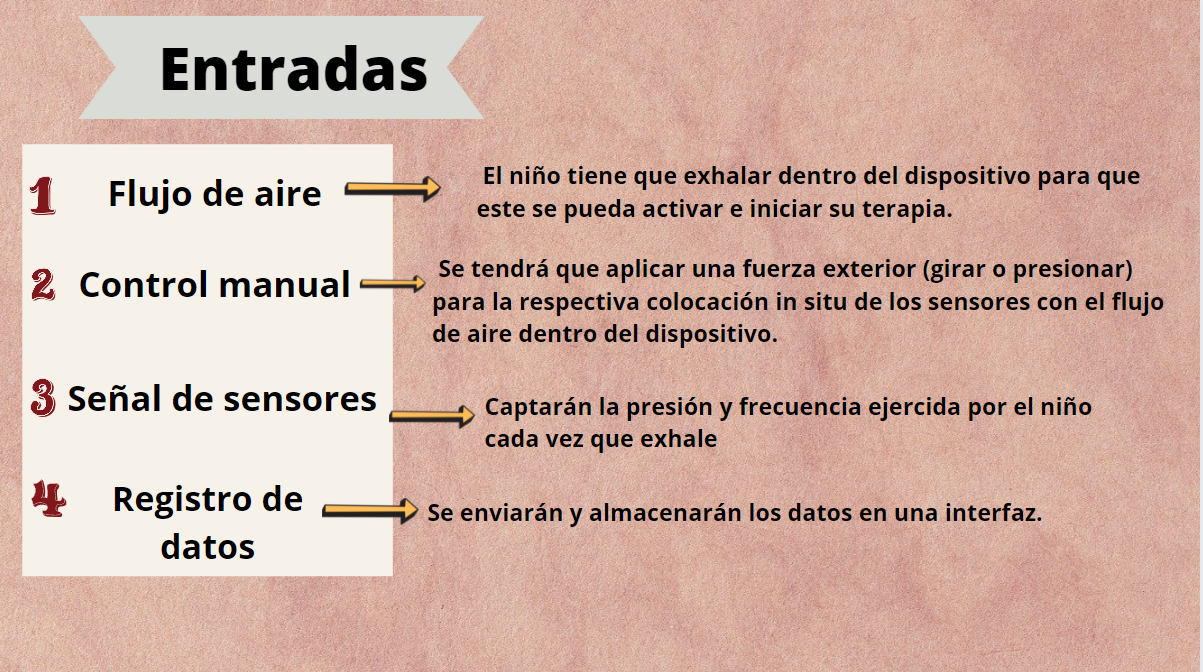 Entradas
1 Flujo de aire
El niño tiene que exhalar dentro del dispositivo para que
este se pueda activar e iniciar su terapia.
2 Control manual
Se tendrá que aplicar una fuerza exterior (girar o presionar)
para la respectiva colocación in situ de los sensores con el flujo
de aire dentro del dispositivo.
3 Señal de sensores
Captarán la presión y frecuencia ejercida por el niño
cada vez que exhale
4 Registro de
datos
Se enviarán y almacenarán los datos en una interfaz.